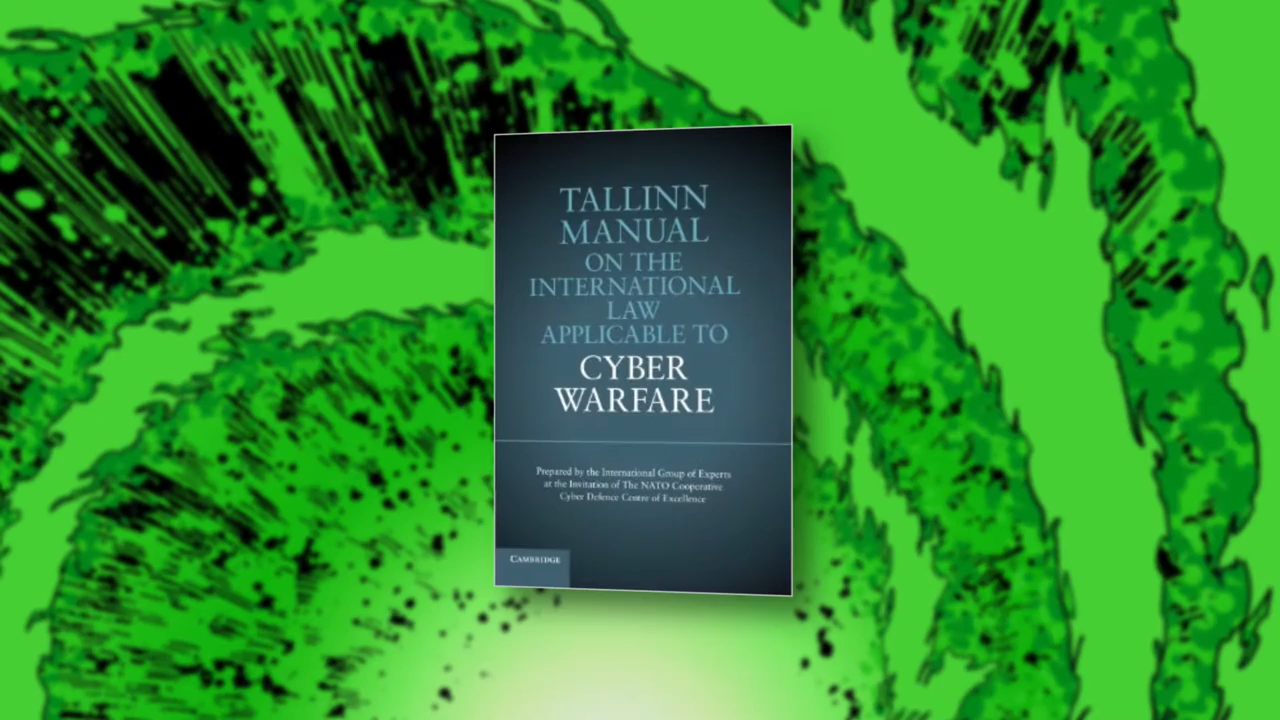 TALLINN
MANUAL
ON THE
INTERNATIONAL
LAW
APPLICABLE TO
CYBER
WARFARE
Prepared by the International Group of Experts
at the Invitation of The NATO Cooperative
Cyber Defence Centre of Excellence
CAMBRIDGE